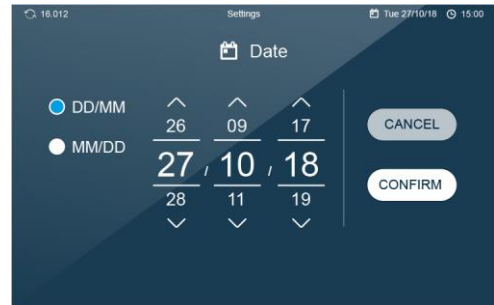 16.012 Settings Tue 27/10/18 15:00
Date
DD/MM
MM/DD
26 09 17
27 / 10 / 18
28 11 19
CANCEL
CONFIRM